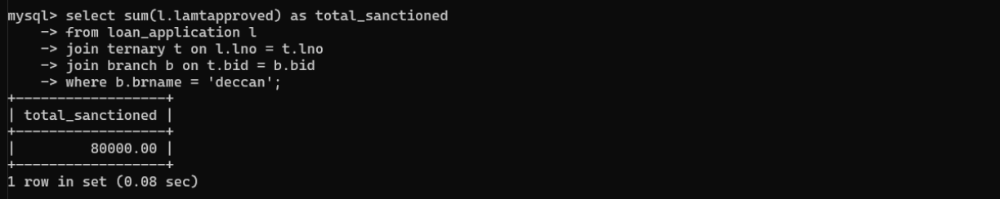 mysql> select sum(l.lamtapproved) as total_sanctioned
    -> from loan_application l
    -> join ternary t on l.lno = t.lno
    -> join branch b on t.bid = b.bid
    -> where b.brname = 'deccan';
+------------------+
| total_sanctioned |
+------------------+
|         80000.00 |
+------------------+
1 row in set (0.08 sec)